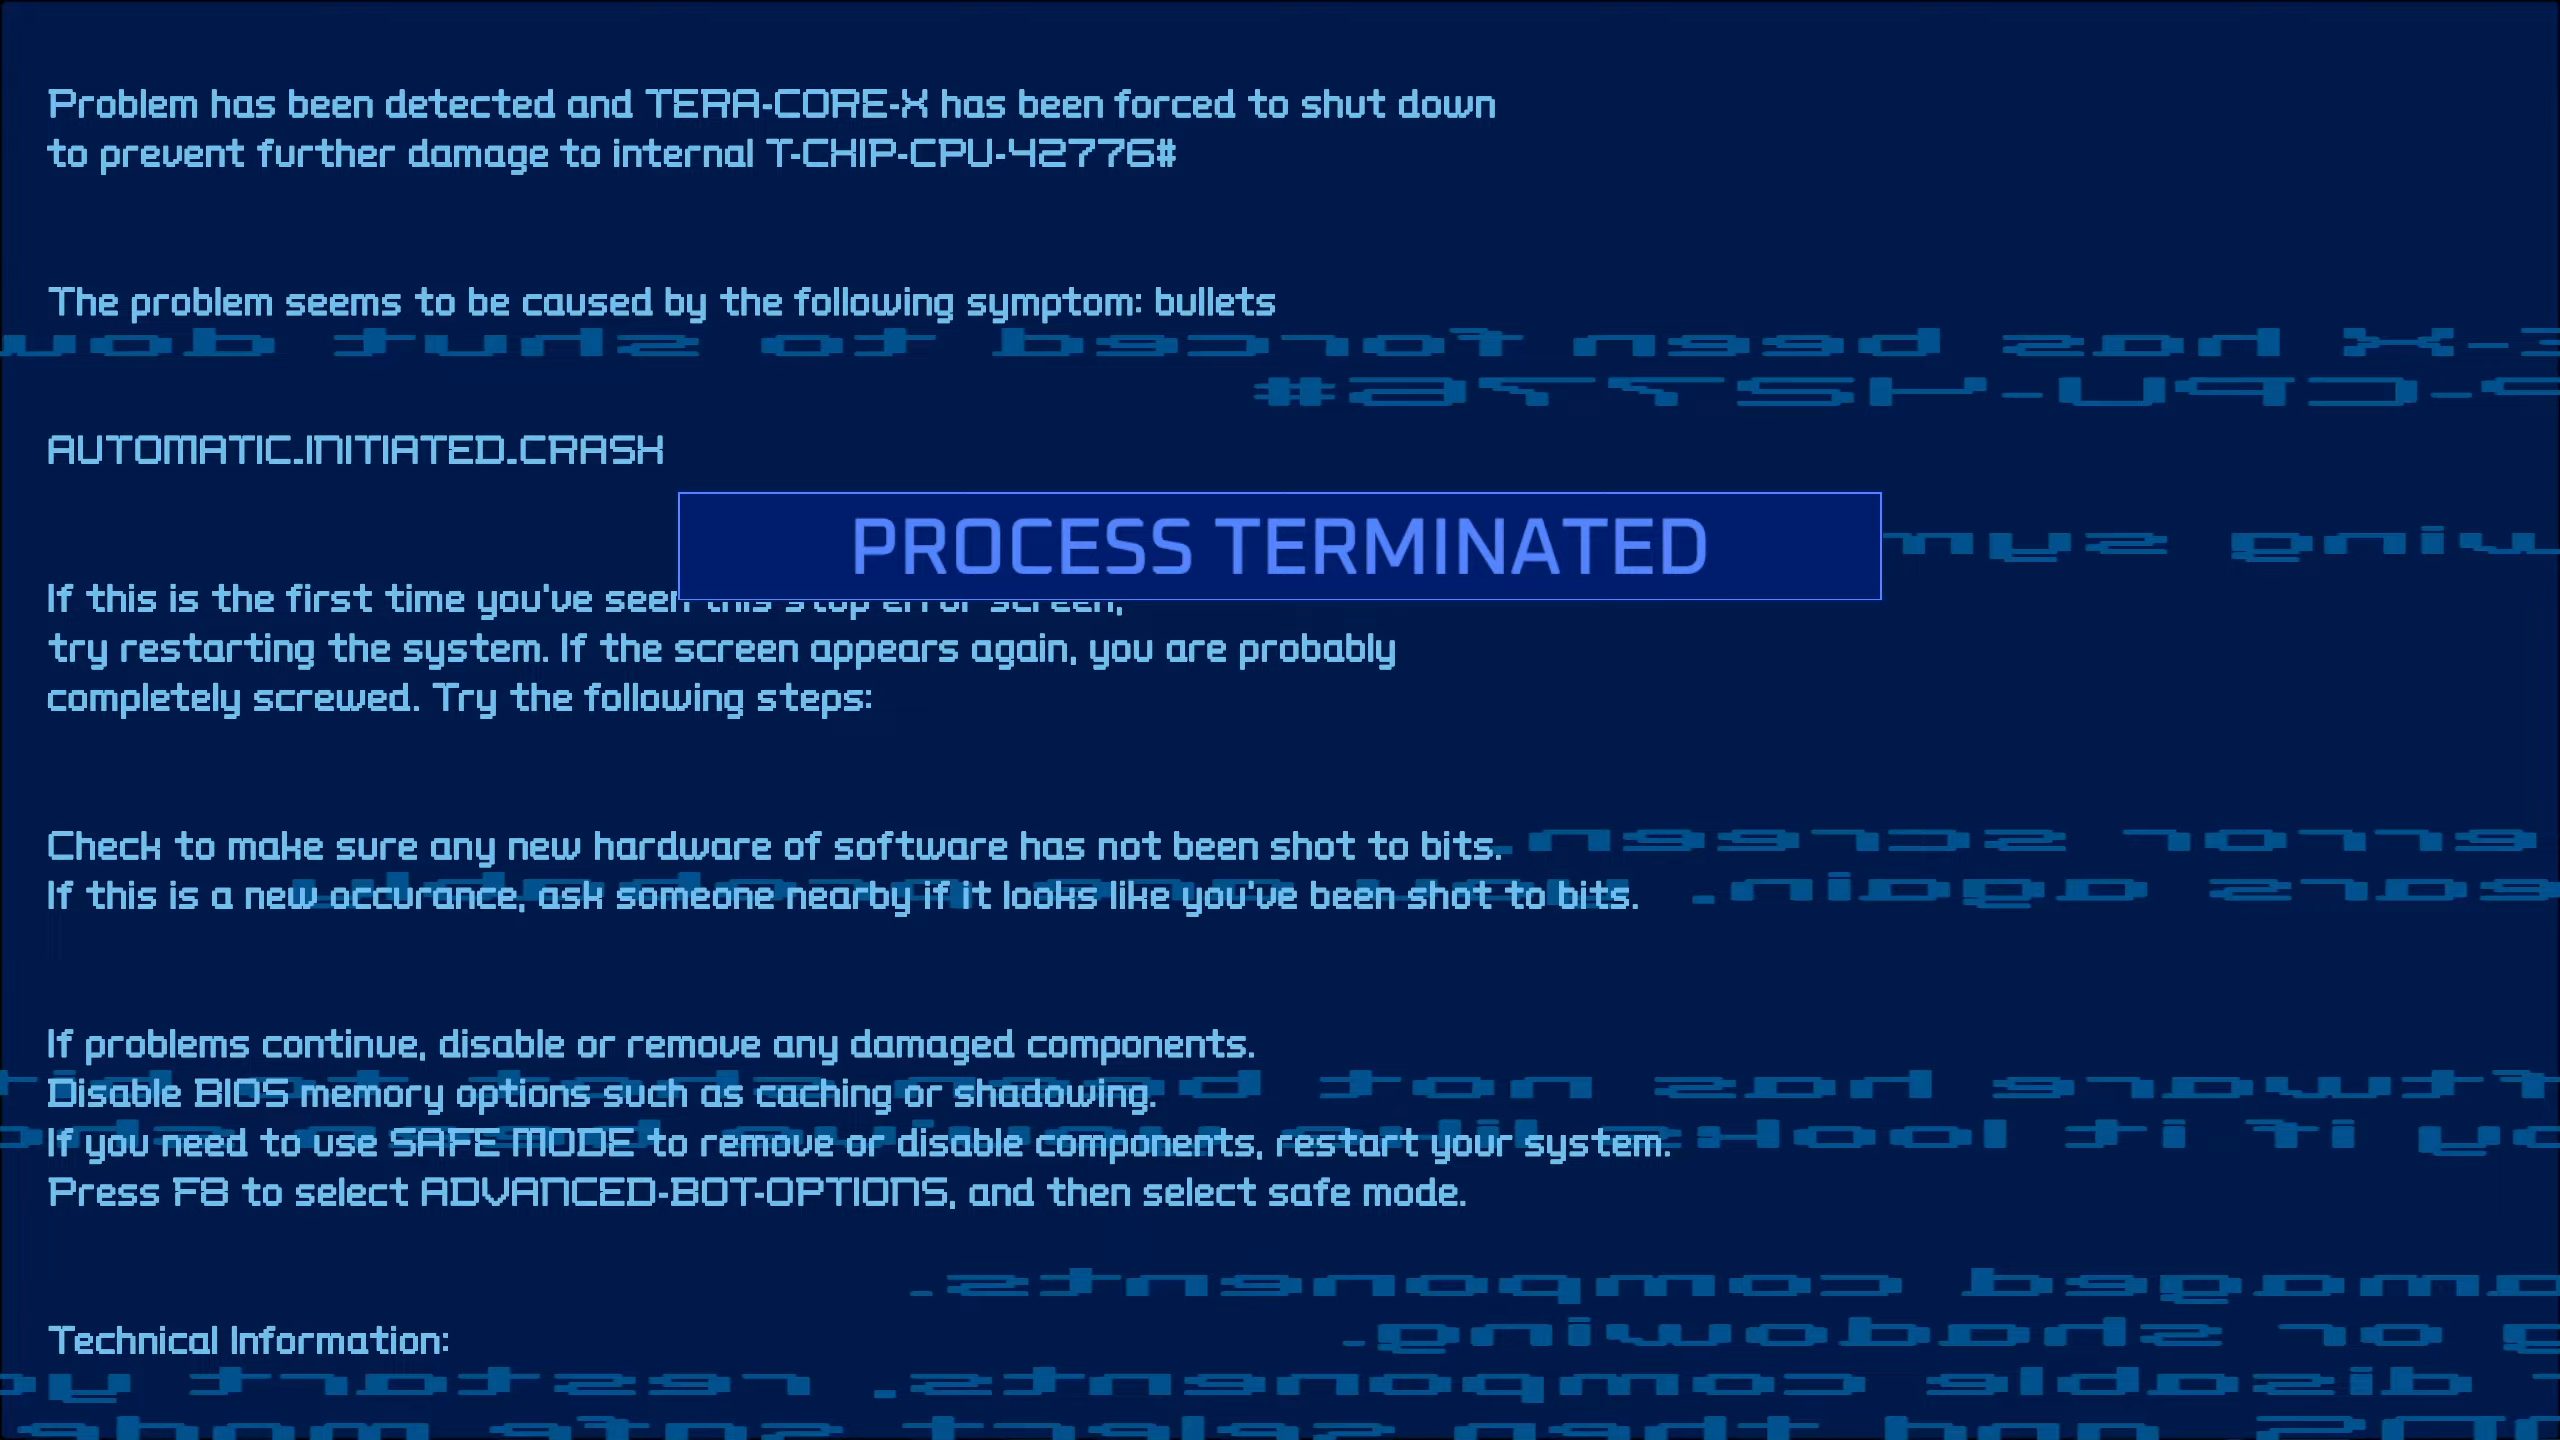 Problem has been detected and TERA-CORE-X has been forced to shut down
to prevent further damage to internal T-CHIP-CPU-42776#
The problem seems to be caused by the following symptom: bullets
AUTOMATIC_INITIATED_CRASH
PROCESS TERMINATED
If this is the first time you've seen this stop error screen,
try restarting the system. If the screen appears again, you are probably
completely screwed. Try the following steps:
Check to make sure any new hardware of software has not been shot to bits.
If this is a new occurance, ask someone nearby if it looks like you've been shot to bits.
If problems continue, disable or remove any damaged components.
Disable BIOS memory options such as caching or shadowing.
If you need to use SAFE MODE to remove or disable components, restart your system.
Press F8 to select ADVANCED-BOT-OPTIONS, and then select safe mode.
Technical Information: